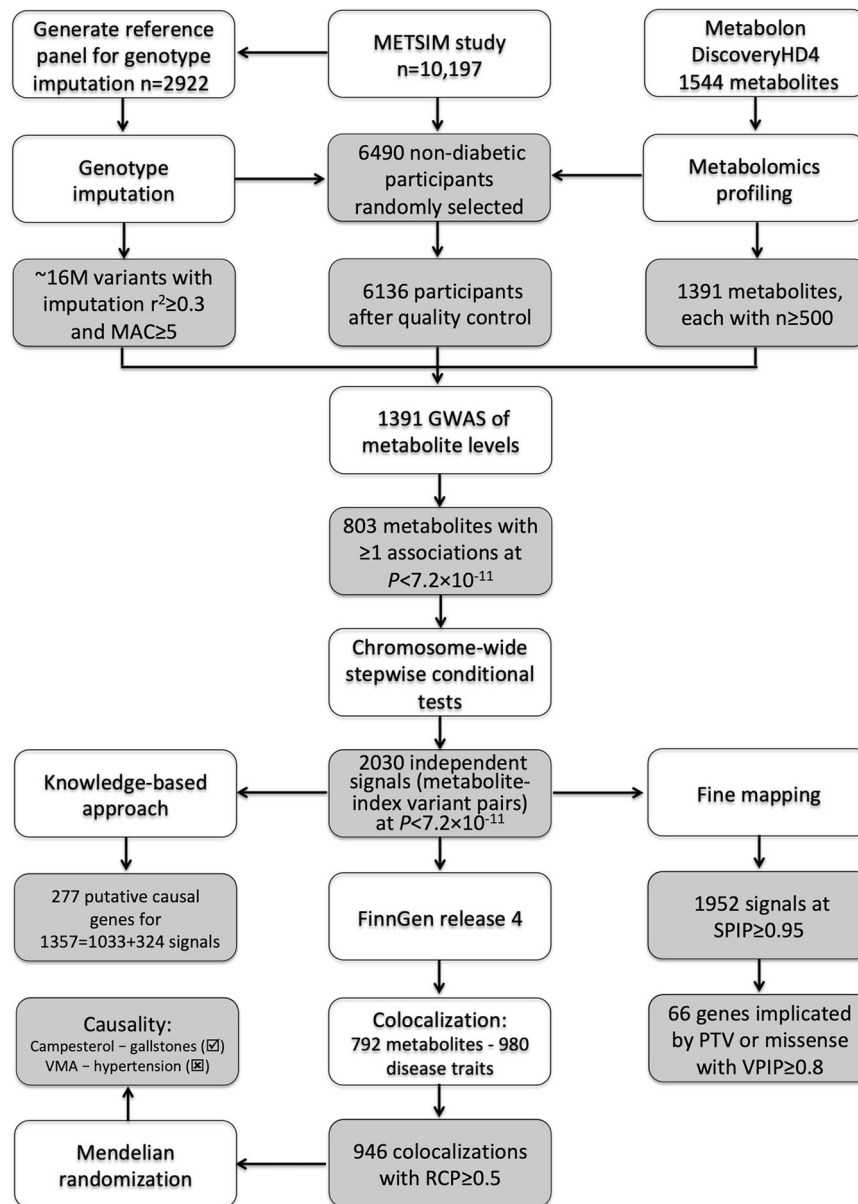 Generate reference
panel for genotype
imputation n=2922
METSIM study
n=10,197
Metabolon
DiscoveryHD4
1544 metabolites
Genotype
imputation
6490 non-diabetic
participants
randomly selected
Metabolomics
profiling
~16M variants with
imputation r²≥0.3
and MAC≥5
6136 participants
after quality control
1391 metabolites,
each with n≥500
1391 GWAS of
metabolite levels
803 metabolites with
≥1 associations at
P<7.2×10⁻¹¹
Chromosome-wide
stepwise conditional
tests
Knowledge-based
approach
2030 independent
signals (metabolite-
index variant pairs)
at P<7.2×10⁻¹¹
Fine mapping
277 putative causal
genes for
1357=1033+324 signals
FinnGen release 4
1952 signals at
SPIP≥0.95
Causality:
Campesterol – gallstones (☑)
VMA – hypertension (☒)
Colocalization:
792 metabolites - 980
disease traits
66 genes implicated
by PTV or missense
with VPIP≥0.8
Mendelian
randomization
946 colocalizations
with RCP≥0.5